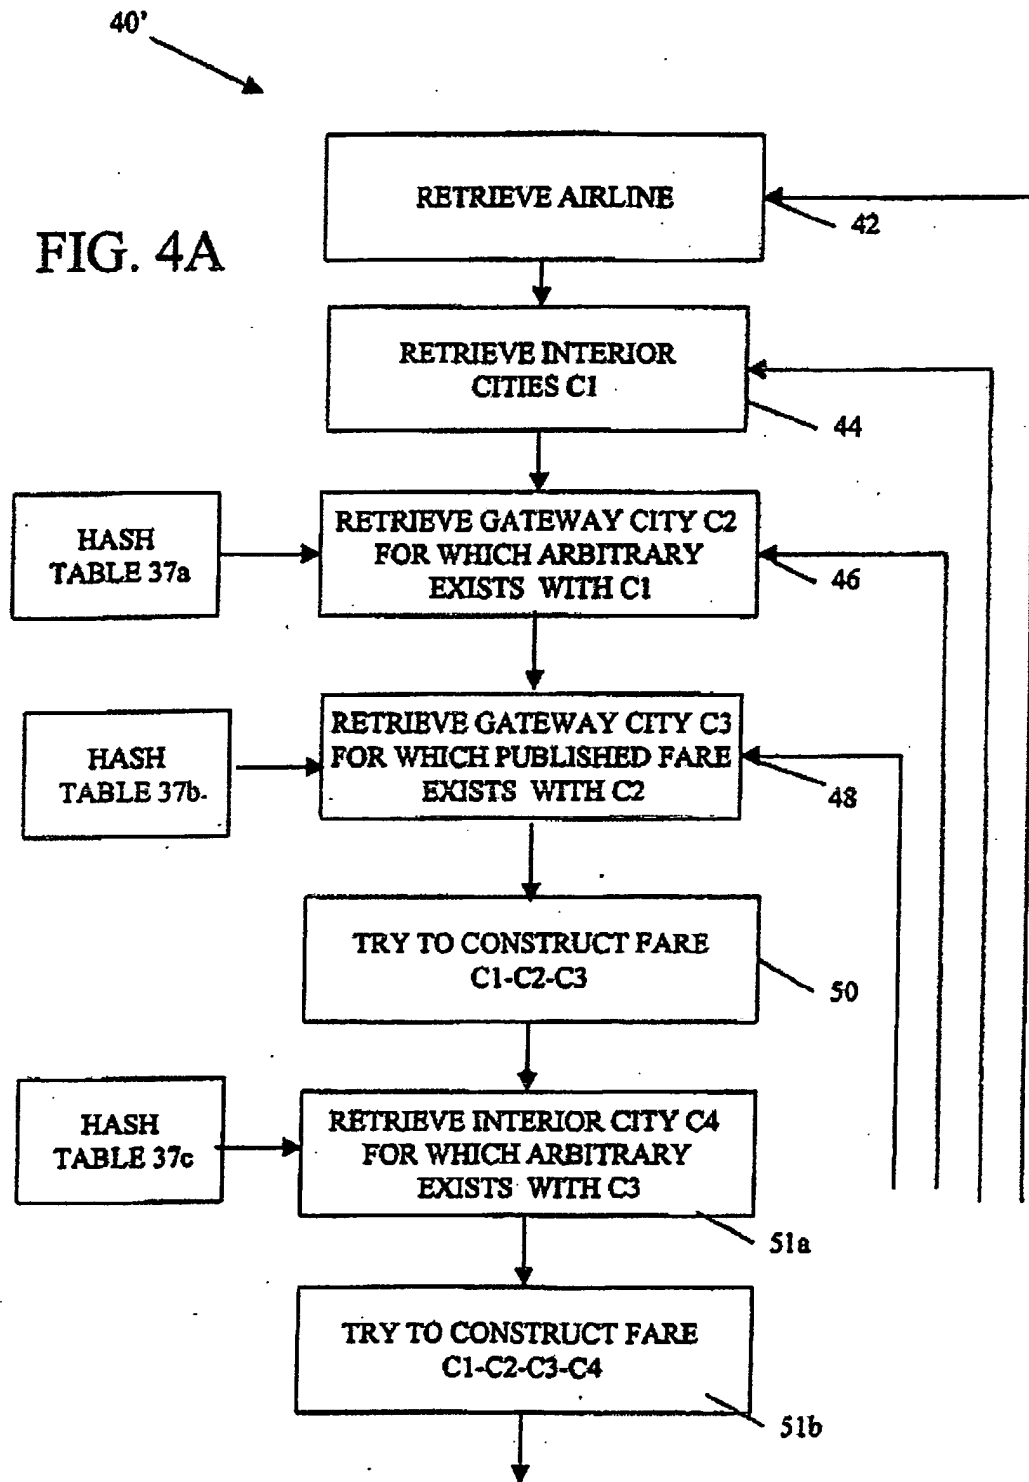 40’
FIG. 4A
RETRIEVE AIRLINE
42
RETRIEVE INTERIOR
CITIES C1
44
HASH
TABLE 37a
RETRIEVE GATEWAY CITY C2
FOR WHICH ARBITRARY
EXISTS WITH C1
46
HASH
TABLE 37b
RETRIEVE GATEWAY CITY C3
FOR WHICH PUBLISHED FARE
EXISTS WITH C2
48
TRY TO CONSTRUCT FARE
C1-C2-C3
50
HASH
TABLE 37c
RETRIEVE INTERIOR CITY C4
FOR WHICH ARBITRARY
EXISTS WITH C3
51a
TRY TO CONSTRUCT FARE
C1-C2-C3-C4
51b